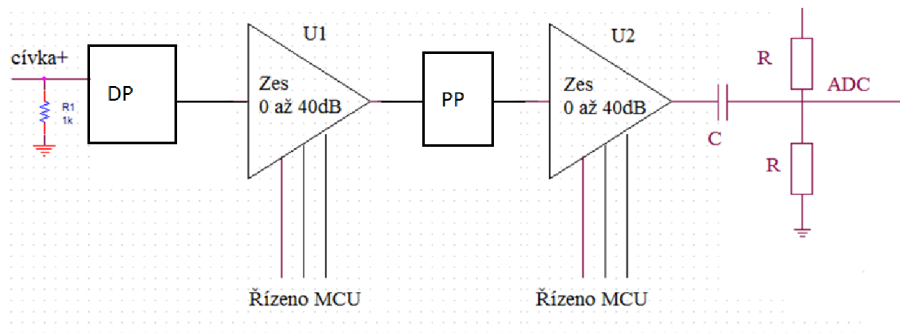 U1
U2
cívka+
R
ADC
DP
Zes
0 až 40dB
PP
Zes
0 až 40dB
R1
1k
C
R
Řízeno MCU
Řízeno MCU